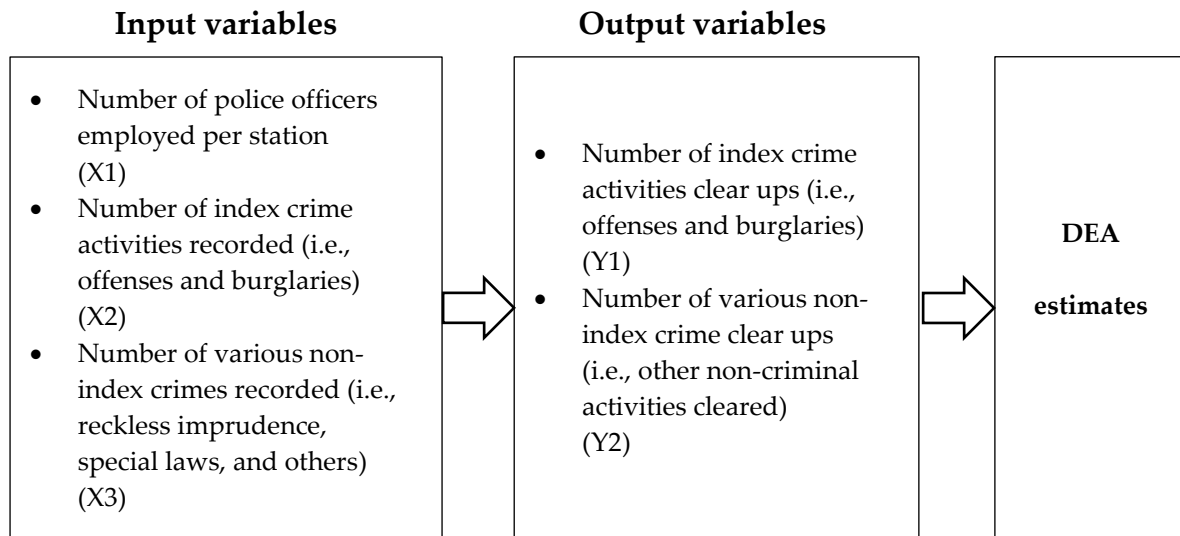 Input variables
• Number of police officers
employed per station
(X1)
• Number of index crime
activities recorded (i.e.,
offenses and burglaries)
(X2)
• Number of various non-
index crimes recorded (i.e.,
reckless imprudence,
special laws, and others)
(X3)
Output variables
• Number of index crime
activities clear ups (i.e.,
offenses and burglaries)
(Y1)
• Number of various non-
index crime clear ups
(i.e., other non-criminal
activities cleared)
(Y2)
DEA
estimates